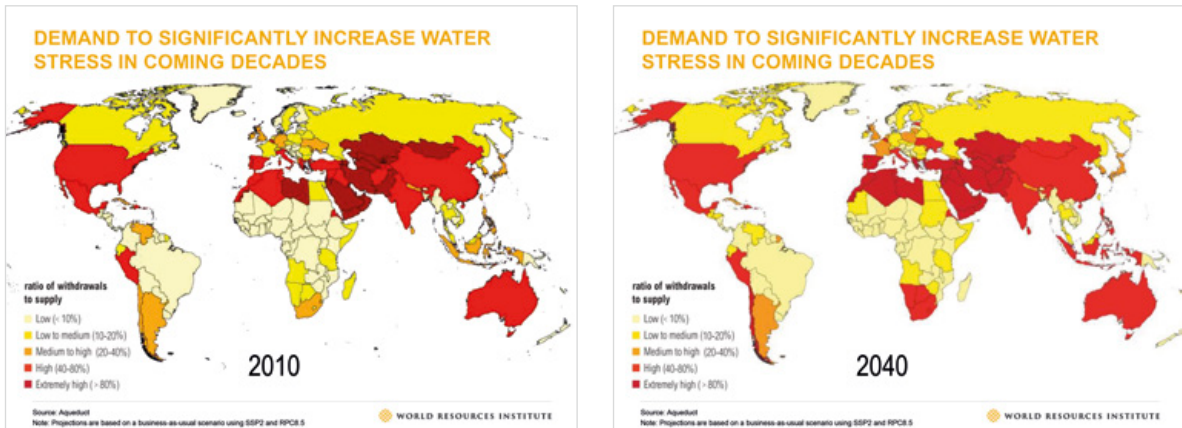 DEMAND TO SIGNIFICANTLY INCREASE WATER
STRESS IN COMING DECADES
ratio of withdrawals
to supply
Low (< 10%)
Low to medium (10-20%)
Medium to high (20-40%)
High (40-80%)
Extremely high (> 80%)
2010
Source: Aqueduct
Note: Projections are based on a business-as-usual scenario using SSP2 and RPC8.5
WORLD RESOURCES INSTITUTE
DEMAND TO SIGNIFICANTLY INCREASE WATER
STRESS IN COMING DECADES
ratio of withdrawals
to supply
Low (< 10%)
Low to medium (10-20%)
Medium to high (20-40%)
High (40-80%)
Extremely high (> 80%)
2040
Source: Aqueduct
Note: Projections are based on a business-as-usual scenario using SSP2 and RPC8.5
WORLD RESOURCES INSTITUTE